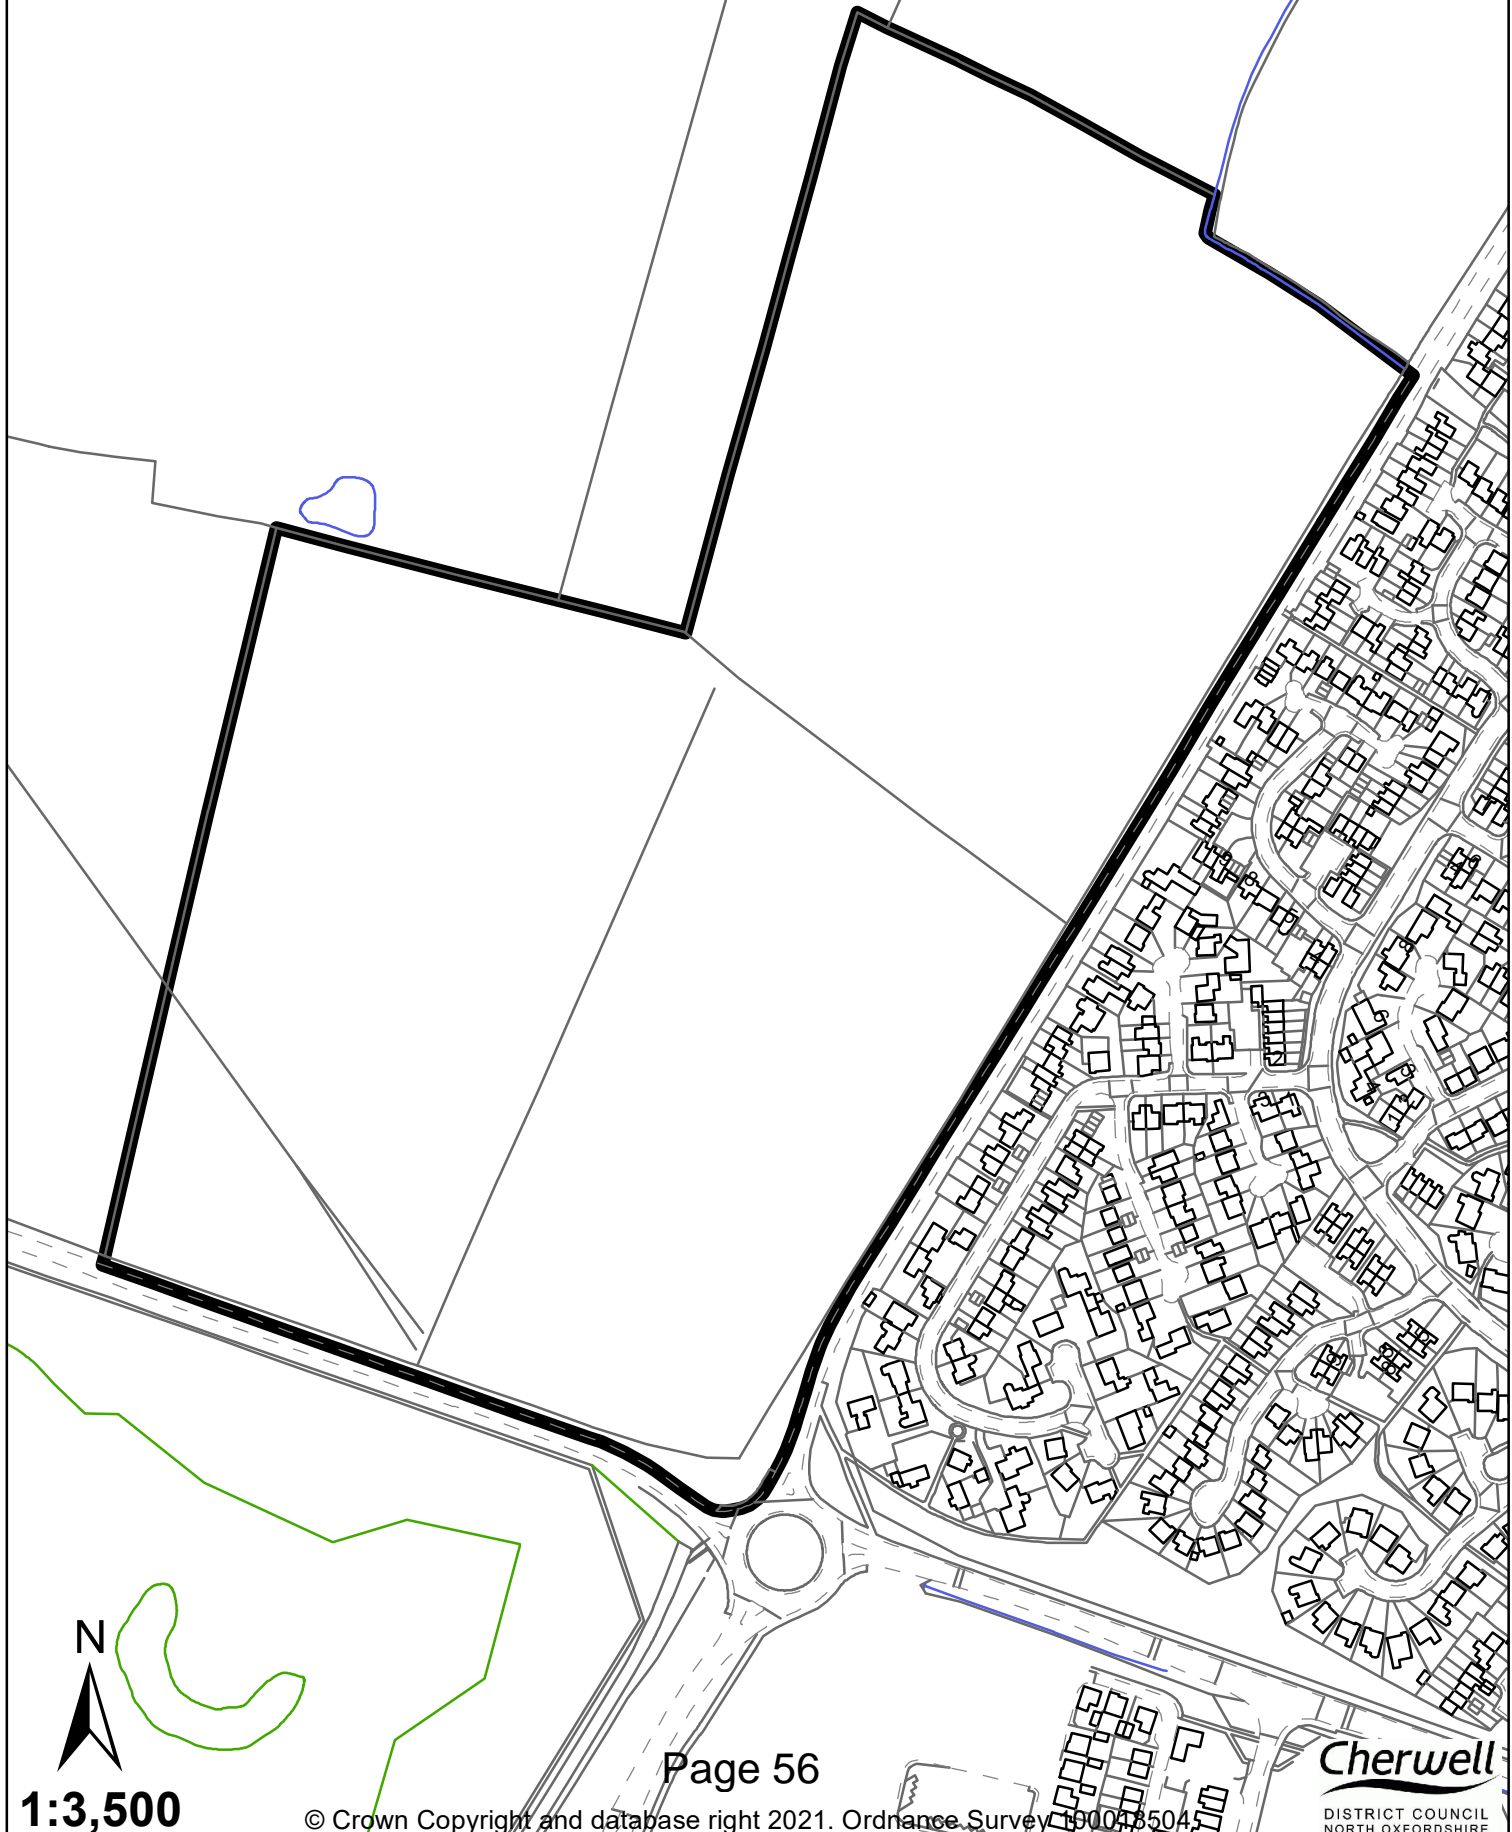 N
1:3,500
Page 56
© Crown Copyright and database right 2021. Ordnance Survey 100018504
Cherwell
DISTRICT COUNCIL
NORTH OXFORDSHIRE